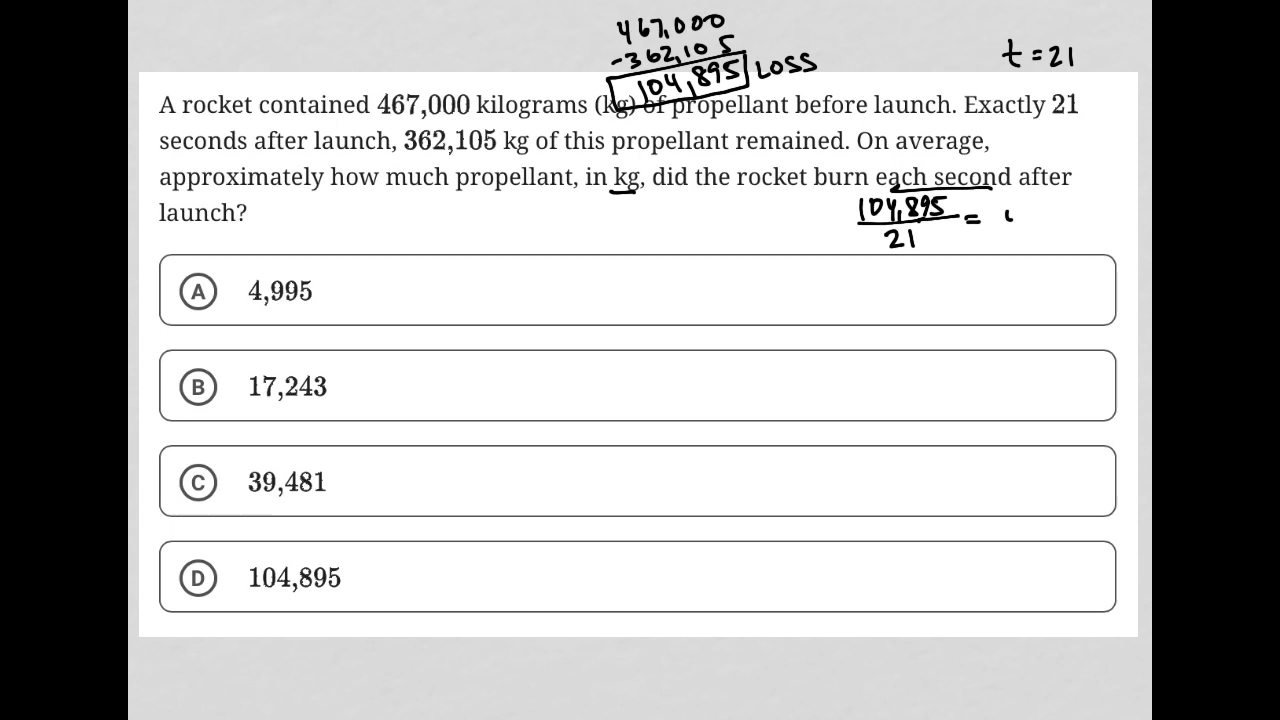 467,000
-362,105
104,895 LOSS
t = 21
A rocket contained 467,000 kilograms (kg) of propellant before launch. Exactly 21
seconds after launch, 362,105 kg of this propellant remained. On average,
approximately how much propellant, in kg, did the rocket burn each second after
launch?
104,895
21
=
A 4,995
B 17,243
C 39,481
D 104,895